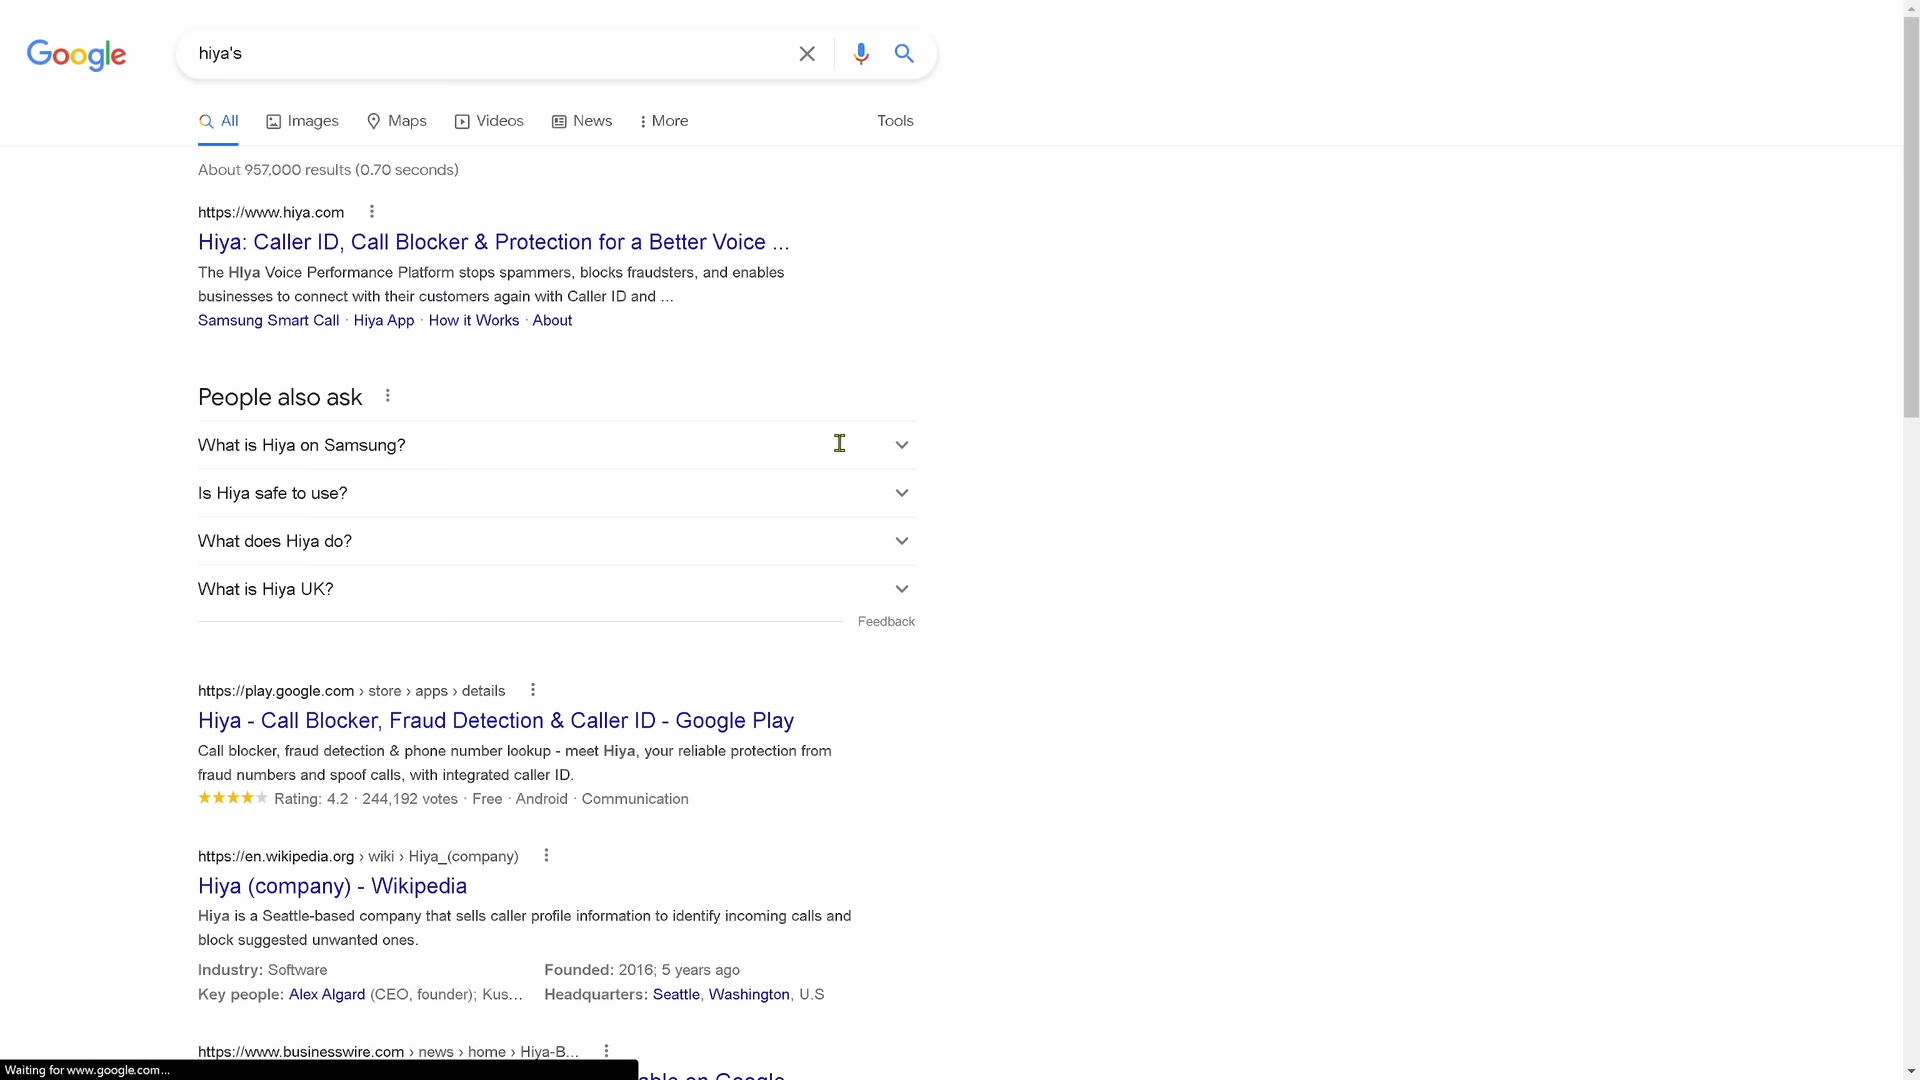 Google
hiya's
All Images Maps Videos News More Tools
About 957,000 results (0.70 seconds)
https://www.hiya.com
Hiya: Caller ID, Call Blocker & Protection for a Better Voice ...
The HIya Voice Performance Platform stops spammers, blocks fraudsters, and enables
businesses to connect with their customers again with Caller ID and ...
Samsung Smart Call · Hiya App · How it Works · About
People also ask
What is Hiya on Samsung?
Is Hiya safe to use?
What does Hiya do?
What is Hiya UK?
Feedback
https://play.google.com › store › apps › details
Hiya - Call Blocker, Fraud Detection & Caller ID - Google Play
Call blocker, fraud detection & phone number lookup - meet Hiya, your reliable protection from
fraud numbers and spoof calls, with integrated caller ID.
Rating: 4.2 · 244,192 votes · Free · Android · Communication
https://en.wikipedia.org › wiki › Hiya_(company)
Hiya (company) - Wikipedia
Hiya is a Seattle-based company that sells caller profile information to identify incoming calls and
block suggested unwanted ones.
Industry: Software Founded: 2016; 5 years ago
Key people: Alex Algard (CEO, founder); Kus... Headquarters: Seattle, Washington, U.S
https://www.businesswire.com › news › home › Hiya-B...
on Google
Waiting for www.google.com...